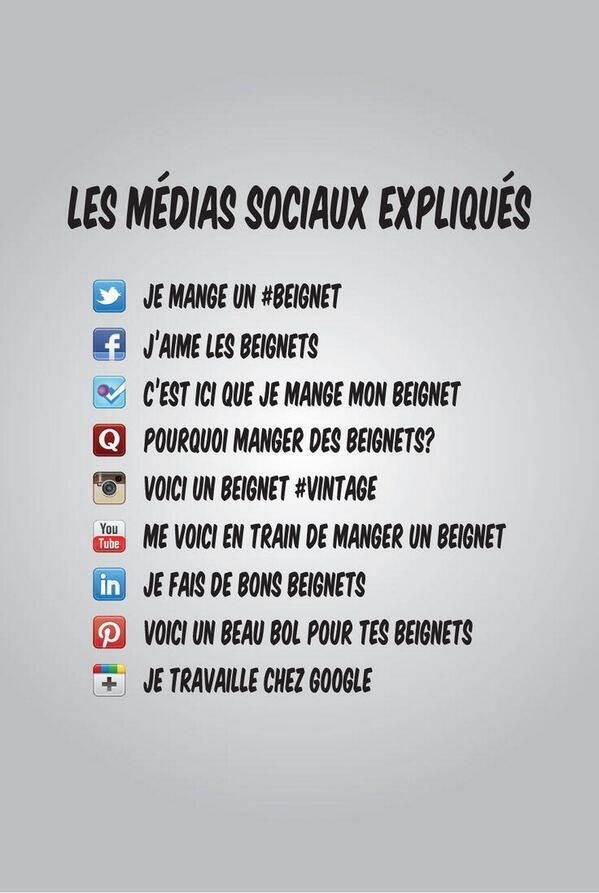 LES MÉDIAS SOCIAUX EXPLIQUÉS
JE MANGE UN #BEIGNET
f J'AIME LES BEIGNETS
C'EST ICI QUE JE MANGE MON BEIGNET
Q POURQUOI MANGER DES BEIGNETS?
VOICI UN BEIGNET #VINTAGE
You Tube ME VOICI EN TRAIN DE MANGER UN BEIGNET
in JE FAIS DE BONS BEIGNETS
P VOICI UN BEAU BOL POUR TES BEIGNETS
+ JE TRAVAILLE CHEZ GOOGLE